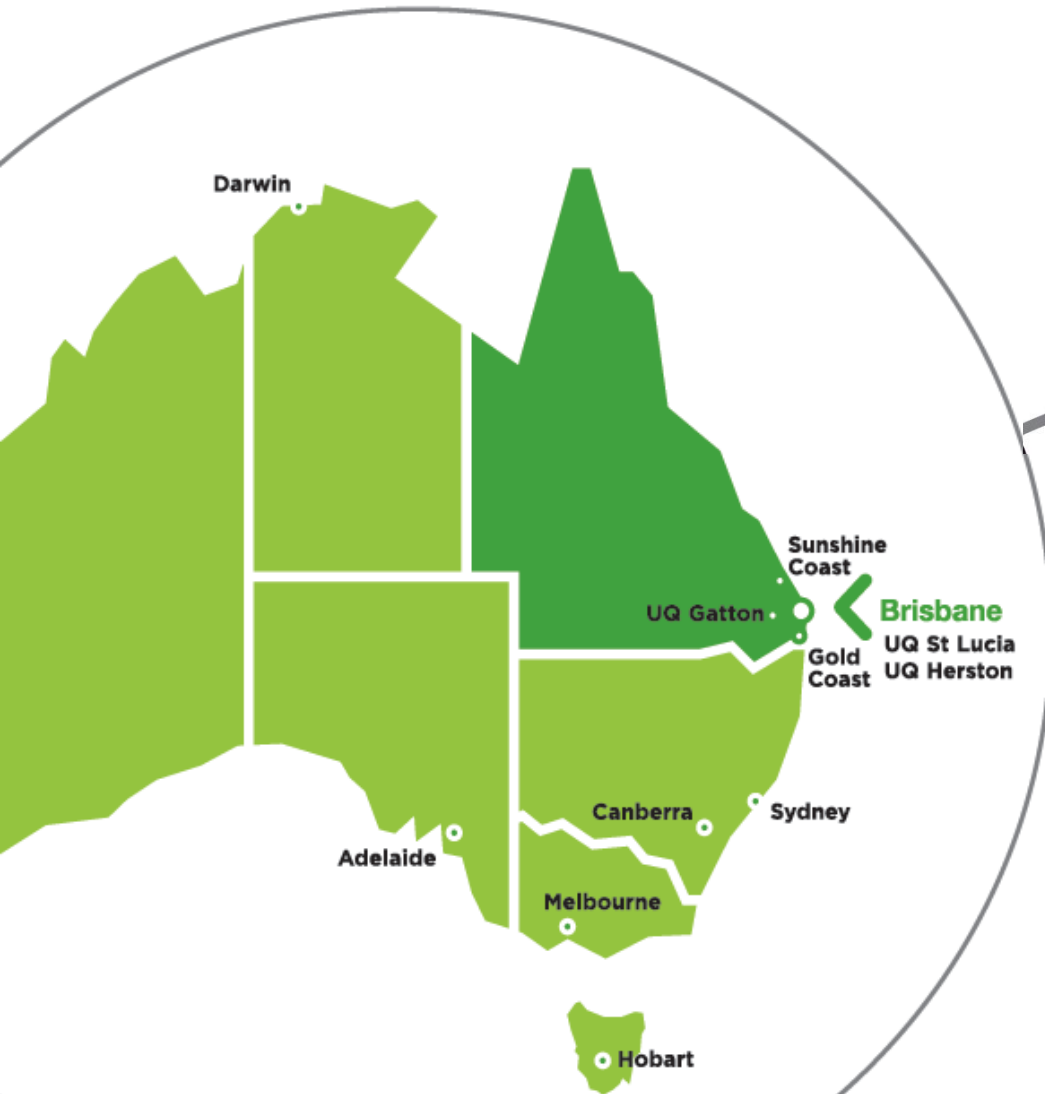 Darwin
Sunshine
Coast
Brisbane
UQ Gatton
UQ St Lucia
Gold
Coast
UQ Herston
Canberra
Sydney
Adelaide
Melbourne
Hobart